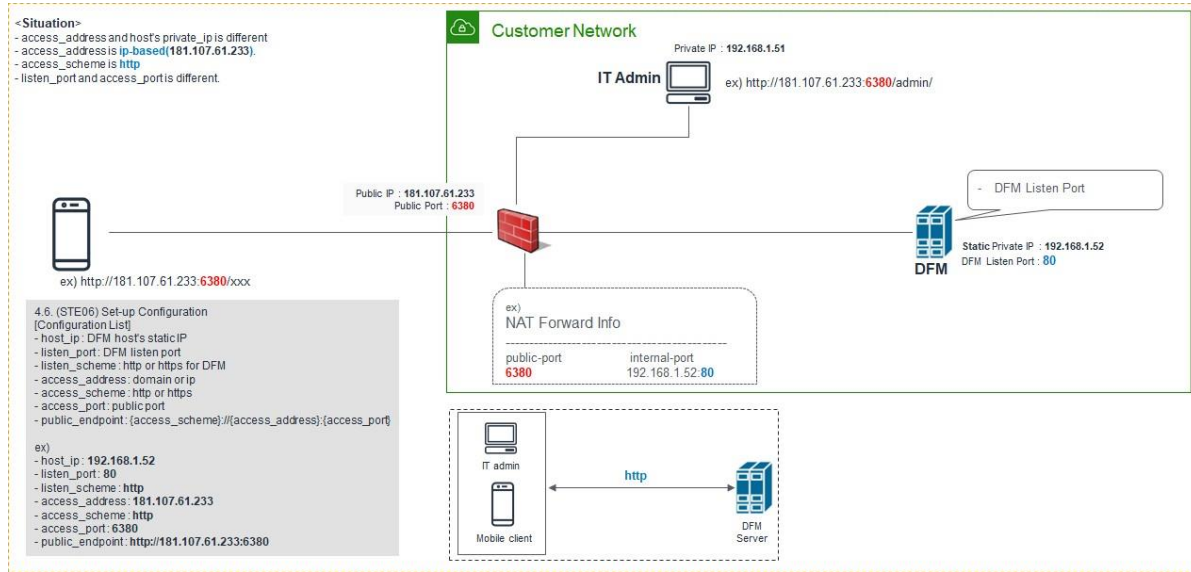 <Situation>
- access_address and host's private_ip is different
- access_address is ip-based(181.107.61.233).
- access_scheme is http
- listen_port and access_port is different.
Customer Network
Private IP : 192.168.1.51
IT Admin
ex) http://181.107.61.233:6380/admin/
Public IP : 181.107.61.233
Public Port : 6380
- DFM Listen Port
Static Private IP : 192.168.1.52
DFM Listen Port : 80
DFM
ex) http://181.107.61.233:6380/xxx
ex)
NAT Forward Info
public-port internal-port
6380 192.168.1.52:80
4.6. (STE06) Set-up Configuration
[Configuration List]
- host_ip : DFM host's static IP
- listen_port : DFM listen port
- listen_scheme : http or https for DFM
- access_address : domain or ip
- access_scheme : http or https
- access_port : public port
- public_endpoint : {access_scheme}://{access_address}:{access_port}
ex)
- host_ip : 192.168.1.52
- listen_port : 80
- listen_scheme : http
- access_address : 181.107.61.233
- access_scheme : http
- access_port : 6380
- public_endpoint : http://181.107.61.233:6380
IT admin
http
Mobile client
DFM
Server